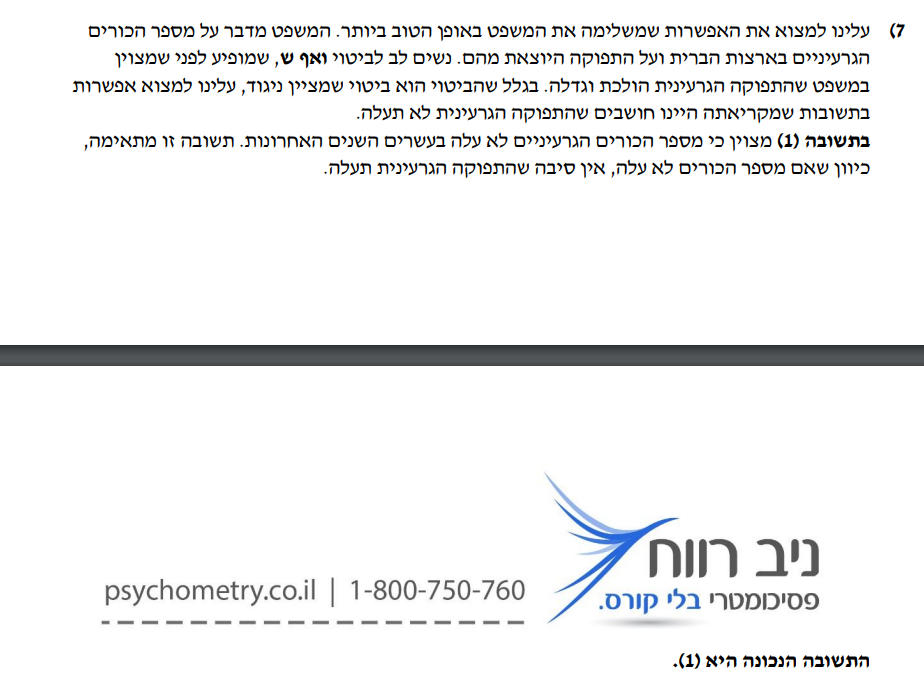 7) עלינו למצוא את האפשרות שמשלימה את המשפט באופן הטוב ביותר. המשפט מדבר על מספר הכורים
הגרעיניים בארצות הברית ועל התפוקה היוצאת מהם. נשים לב לביטוי ואף ש, שמופיע לפני שמצוין
במשפט שהתפוקה הגרעינית הולכת וגדלה. בגלל שהביטוי הוא ביטוי שמציין ניגוד, עלינו למצוא אפשרות
בתשובות שמקריאתה היינו חושבים שהתפוקה הגרעינית לא תעלה.
בתשובה (1) מצוין כי מספר הכורים הגרעיניים לא עלה בעשרים השנים האחרונות. תשובה זו מתאימה,
כיוון שאם מספר הכורים לא עלה, אין סיבה שהתפוקה הגרעינית תעלה.
ניב רווח
פסיכומטרי בלי קורס.
psychometry.co.il | 1-800-750-760
התשובה הנכונה היא (1).